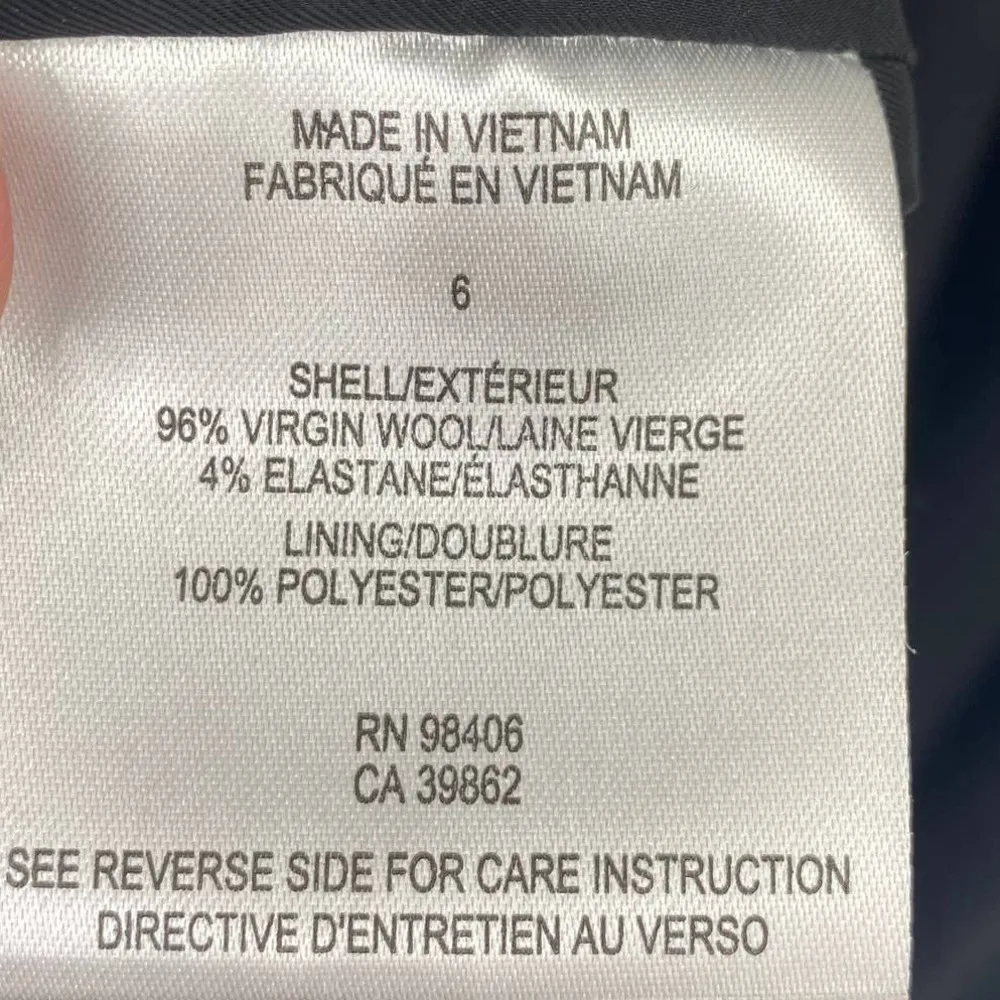 MADE IN VIETNAM
FABRIQUÉ EN VIETNAM
6
SHELL/EXTÉRIEUR
96% VIRGIN WOOL/LAINE VIERGE
4% ELASTANE/ÉLASTHANNE
LINING/DOUBLURE
100% POLYESTER/POLYESTER
RN 98406
CA 39862
SEE REVERSE SIDE FOR CARE INSTRUCTION
DIRECTIVE D'ENTRETIEN AU VERSO